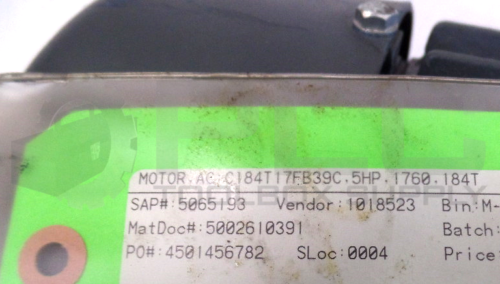 MOTOR.AC.C184T17FB39C.5HP.1760.184T
SAP#:5065193 Vendor:1018523 Bin:M-
MatDoc#:5002610391 Batch:
PO#:4501456782 SLoc:0004 Price: